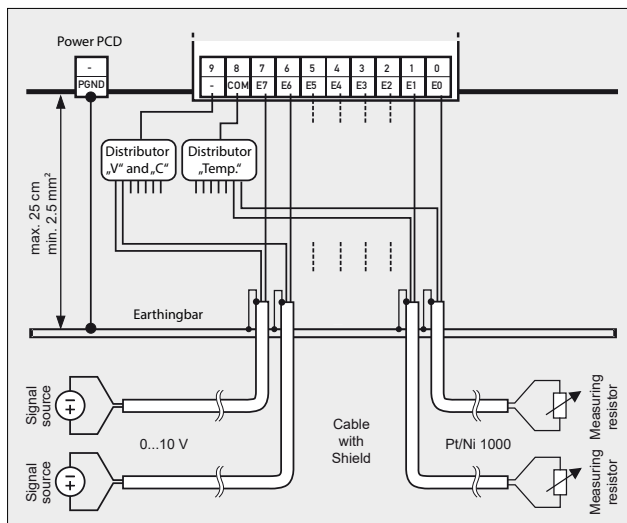 Power PCD
-
PGND
9 8 7 6 5 4 3 2 1 0
- COM E7 E6 E5 E4 E3 E2 E1 E0
Distributor
„V“ and „C“
Distributor
„Temp.“
max. 25 cm
min. 2.5 mm²
Earthingbar
Signal
source
0...10 V
Cable
with
Shield
Pt/Ni 1000
Measuring
resistor
Signal
source
Measuring
resistor